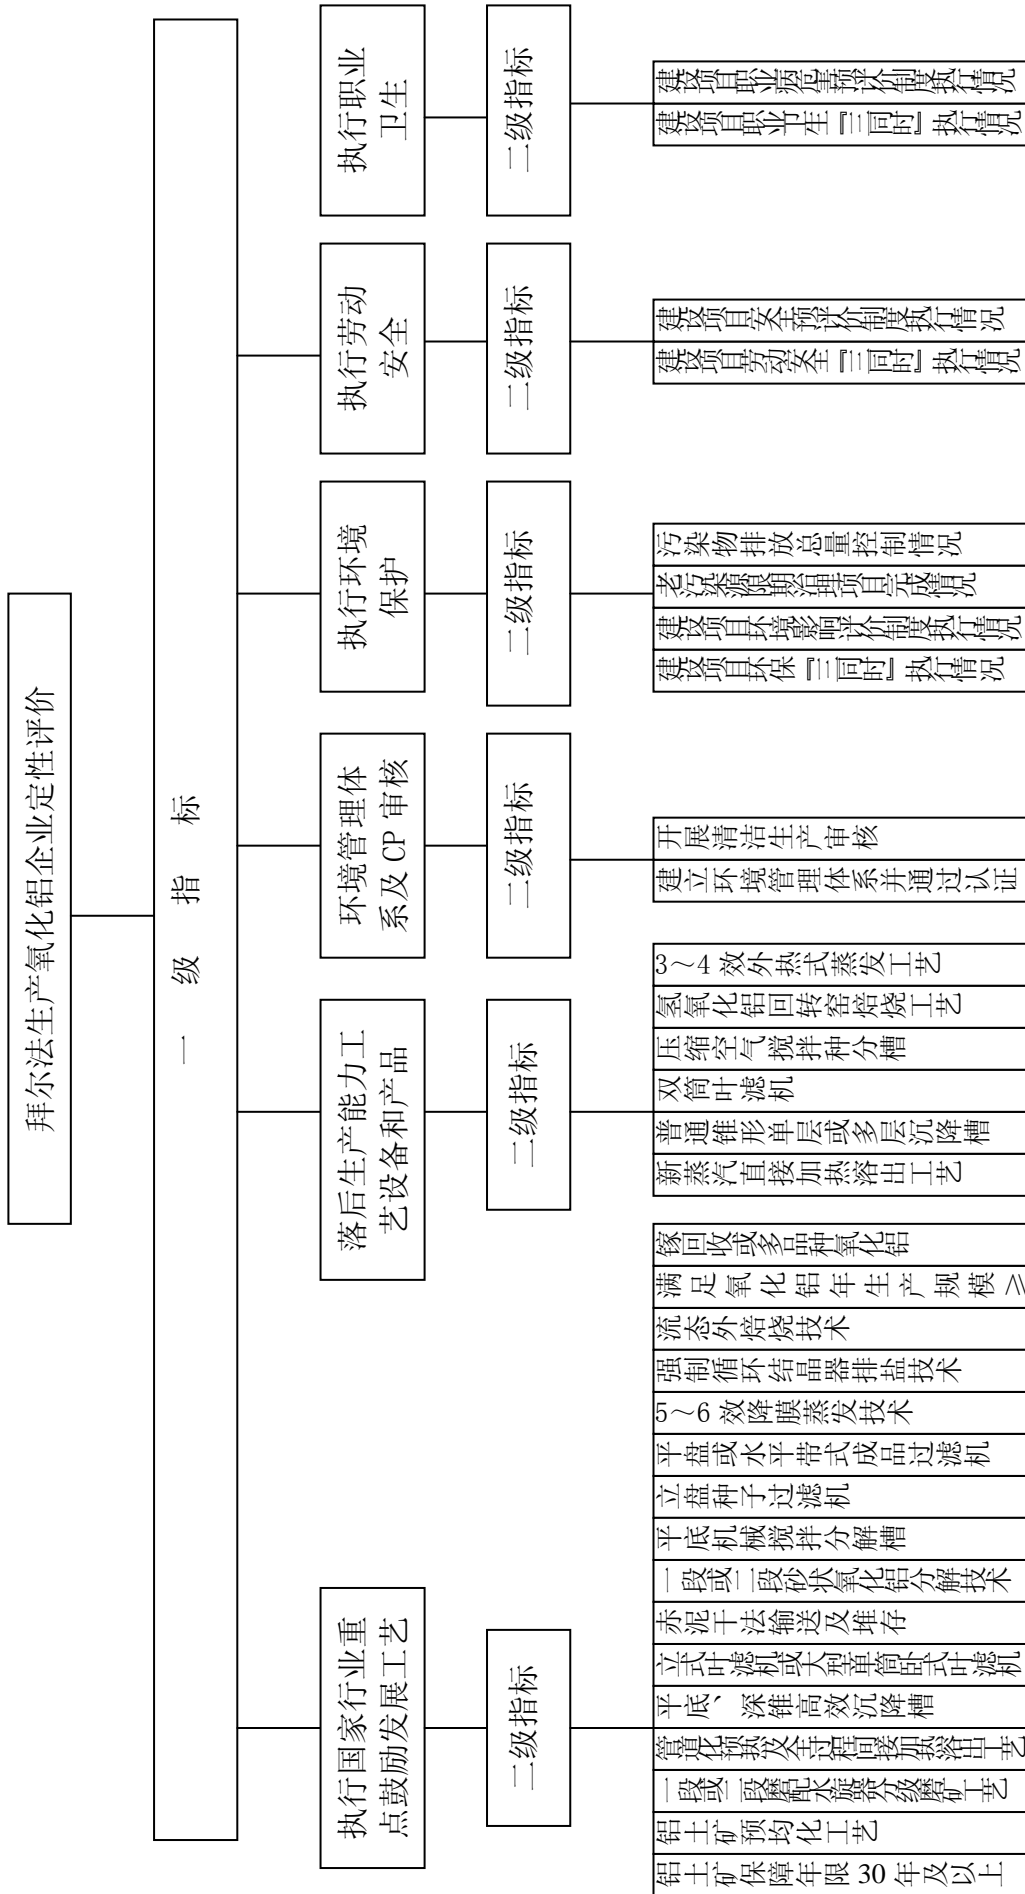 拜尔法生产氧化铝企业定性评价
一级指标
执行国家行业重
点鼓励发展工艺
落后生产能力工
艺设备和产品
环境管理体
系及 CP 审核
执行环境
保护
执行劳动
安全
执行职业
卫生
二级指标
二级指标
二级指标
二级指标
二级指标
二级指标
铝土矿保障年限 30 年及以上
铝土矿预均化工艺
一段或二段磨配水旋器分级磨矿工艺
管道化预热及全过程间接加热溶出工艺
平底、深锥高效沉降槽
立式叶滤机或大型单筒卧式叶滤机
赤泥干法输送及堆存
一段或二段砂状氧化铝分解技术
平底机械搅拌分解槽
立盘种子过滤机
平盘或水平带式成品过滤机
5～6 效降膜蒸发技术
强制循环结晶器排盐技术
流态外焙烧技术
满足氧化铝年生产规模≥
镓回收或多品种氧化铝
新蒸汽直接加热溶出工艺
普通锥形单层或多层沉降槽
双筒叶滤机
压缩空气搅拌种分槽
氢氧化铝回转窑焙烧工艺
3～4 效外热式蒸发工艺
建立环境管理体系并通过认证
开展清洁生产审核
建设项目环保『三同时』执行情况
建设项目环境影响评价制度执行情况
老污染源限期治理项目完成情况
污染物排放总量控制情况
建设项目劳动安全『三同时』执行情况
建设项目安全预评价制度执行情况
建设项目职业卫生『三同时』执行情况
建设项目职业病危害预评价制度执行情况